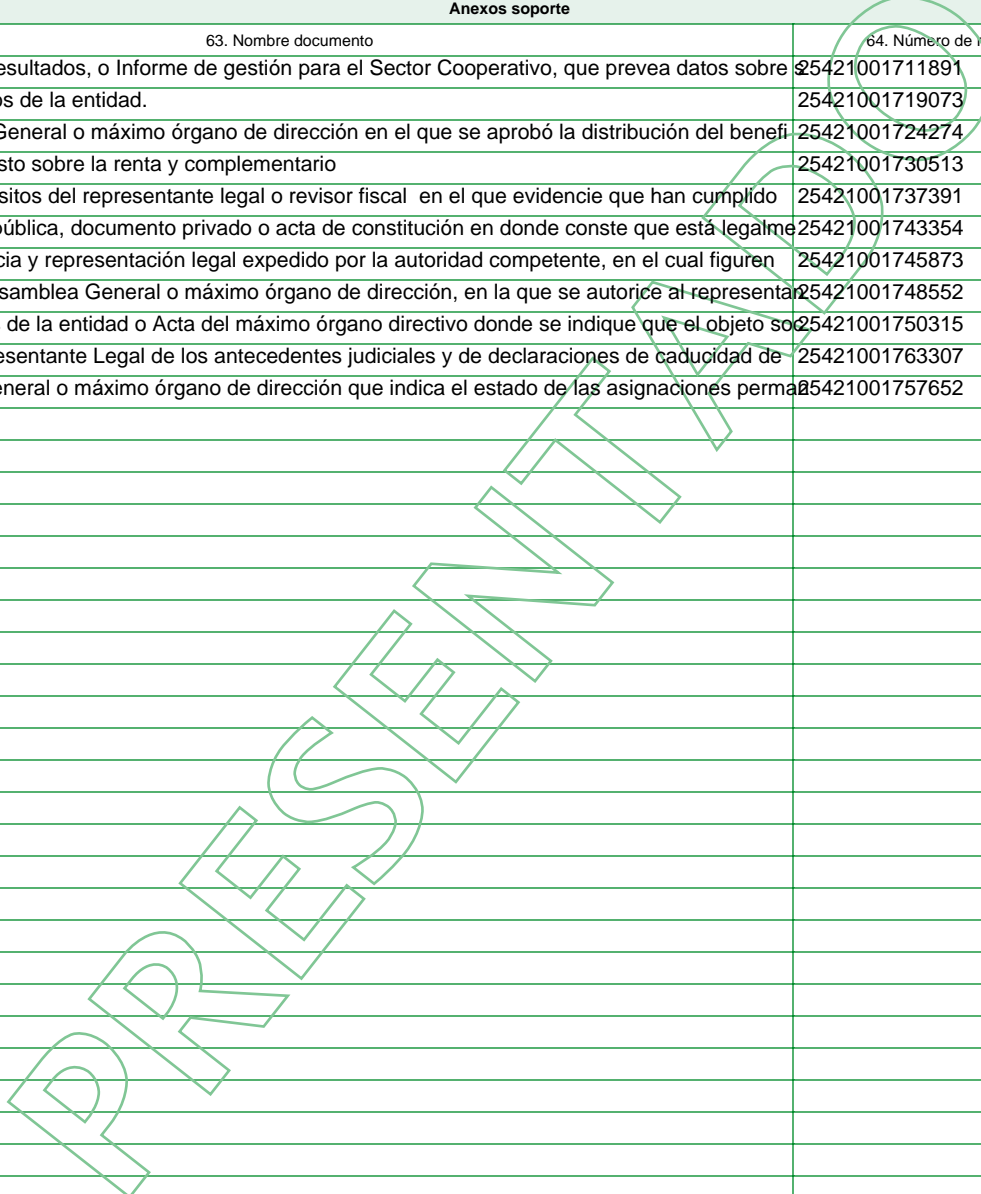 Anexos soporte
63. Nombre documento 64. Número de
esultados, o Informe de gestión para el Sector Cooperativo, que prevea datos sobre s 25421001711891
os de la entidad. 25421001719073
General o máximo órgano de dirección en el que se aprobó la distribución del benefi 25421001724274
sto sobre la renta y complementario 25421001730513
sitos del representante legal o revisor fiscal en el que evidencie que han cumplido 25421001737391
pública, documento privado o acta de constitución en donde conste que está legalme 25421001743354
cia y representación legal expedido por la autoridad competente, en el cual figuren 25421001745873
samblea General o máximo órgano de dirección, en la que se autorice al representan 25421001748552
de la entidad o Acta del máximo órgano directivo donde se indique que el objeto soc 25421001750315
esentante Legal de los antecedentes judiciales y de declaraciones de caducidad de 25421001763307
eneral o máximo órgano de dirección que indica el estado de las asignaciones perman 25421001757652
PRESENTADO